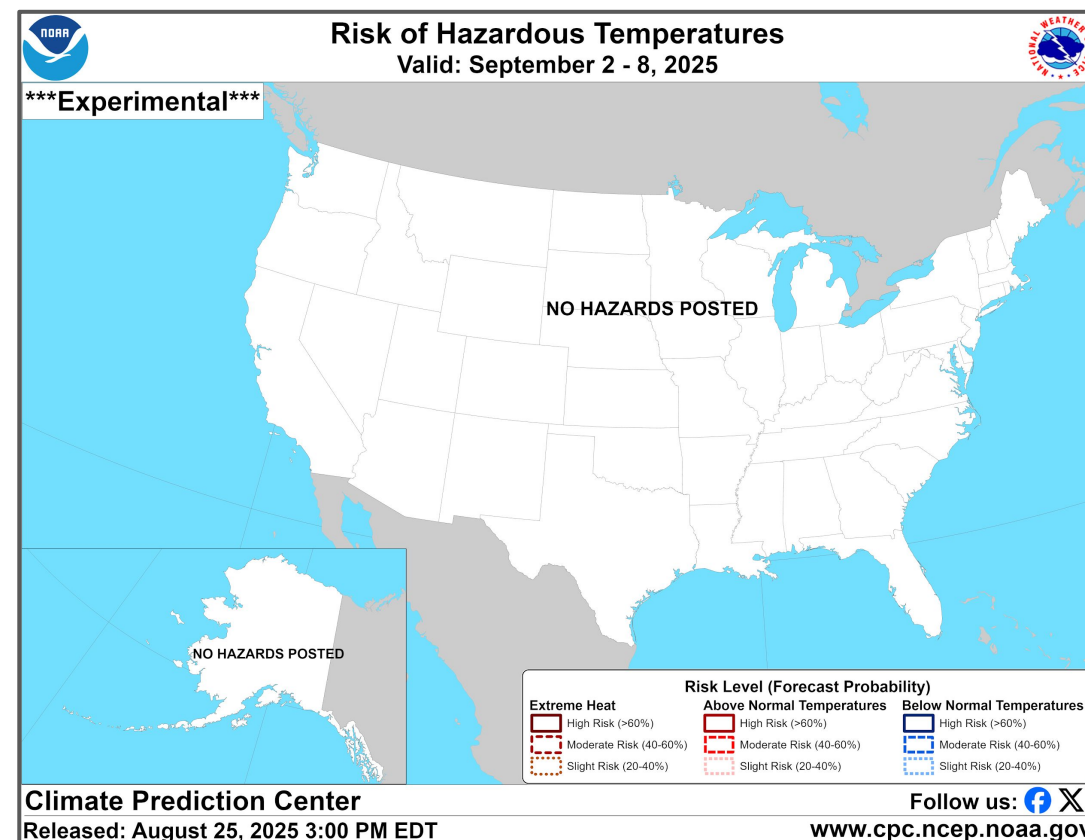 NOAA
Risk of Hazardous Temperatures
Valid: September 2 - 8, 2025
NATIONAL WEATHER
***Experimental***
NO HAZARDS POSTED
NO HAZARDS POSTED
Risk Level (Forecast Probability)
Extreme Heat
High Risk (>60%)
Moderate Risk (40-60%)
Slight Risk (20-40%)
Above Normal Temperatures
High Risk (>60%)
Moderate Risk (40-60%)
Slight Risk (20-40%)
Below Normal Temperatures
High Risk (>60%)
Moderate Risk (40-60%)
Slight Risk (20-40%)
Climate Prediction Center
Follow us:
Released: August 25, 2025 3:00 PM EDT
www.cpc.ncep.noaa.gov